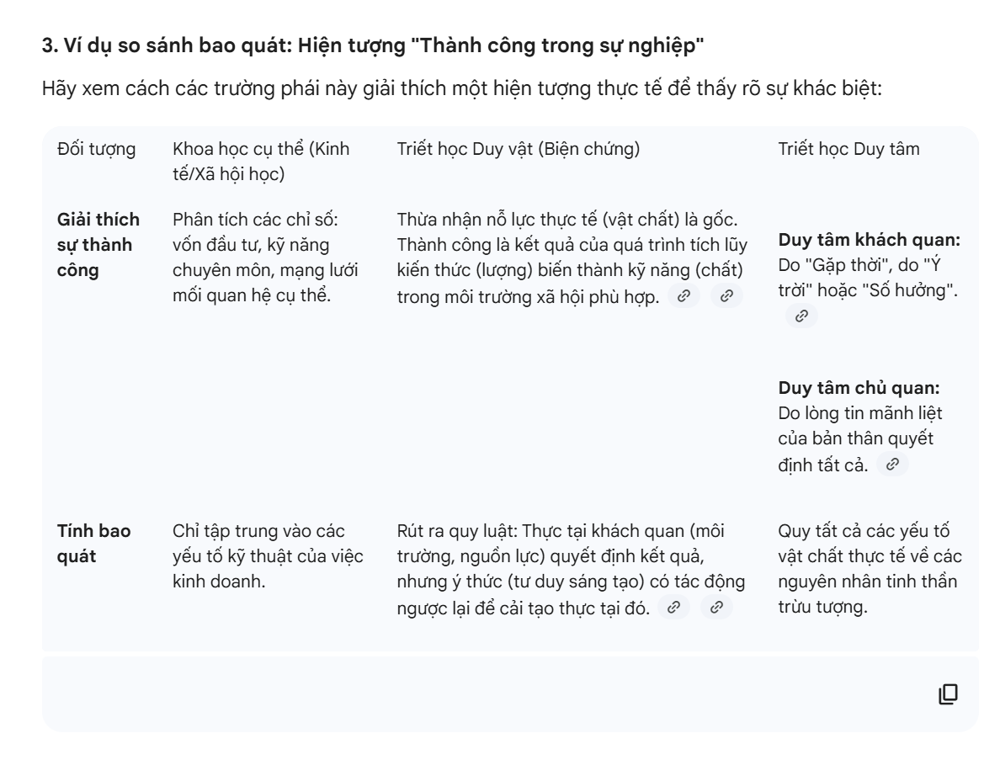 3. Ví dụ so sánh bao quát: Hiện tượng "Thành công trong sự nghiệp"
Hãy xem cách các trường phái này giải thích một hiện tượng thực tế để thấy rõ sự khác biệt:
Đối tượng
Khoa học cụ thể (Kinh
tế/Xã hội học)
Triết học Duy vật (Biện chứng)
Triết học Duy tâm
Giải thích
sự thành
công
Phân tích các chỉ số:
vốn đầu tư, kỹ năng
chuyên môn, mạng lưới
mối quan hệ cụ thể.
Thừa nhận nỗ lực thực tế (vật chất) là gốc.
Thành công là kết quả của quá trình tích lũy
kiến thức (lượng) biến thành kỹ năng (chất)
trong môi trường xã hội phù hợp.
Duy tâm khách quan:
Do "Gặp thời", do "Ý
trời" hoặc "Số hưởng".
Duy tâm chủ quan:
Do lòng tin mãnh liệt
của bản thân quyết
định tất cả.
Tính bao
quát
Chỉ tập trung vào các
yếu tố kỹ thuật của việc
kinh doanh.
Rút ra quy luật: Thực tại khách quan (môi
trường, nguồn lực) quyết định kết quả,
nhưng ý thức (tư duy sáng tạo) có tác động
ngược lại để cải tạo thực tại đó.
Quy tất cả các yếu tố
vật chất thực tế về các
nguyên nhân tinh thần
trừu tượng.